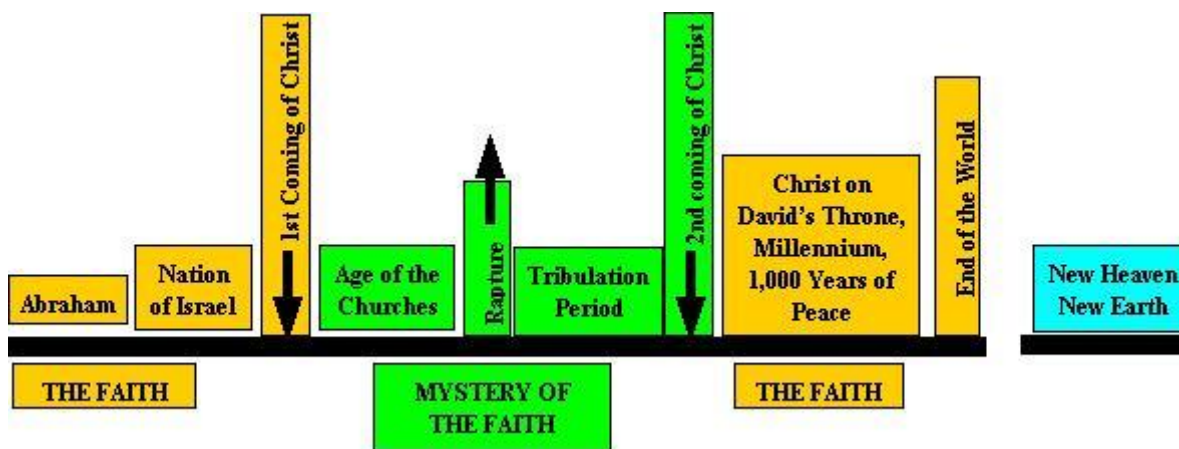 Abraham
Nation
of Israel
1st Coming of Christ
Age of the
Churches
Rapture
Tribulation
Period
2nd coming of Christ
Christ on
David's Throne,
Millennium,
1,000 Years of
Peace
End of the World
New Heaven
New Earth
THE FAITH
MYSTERY OF
THE FAITH
THE FAITH